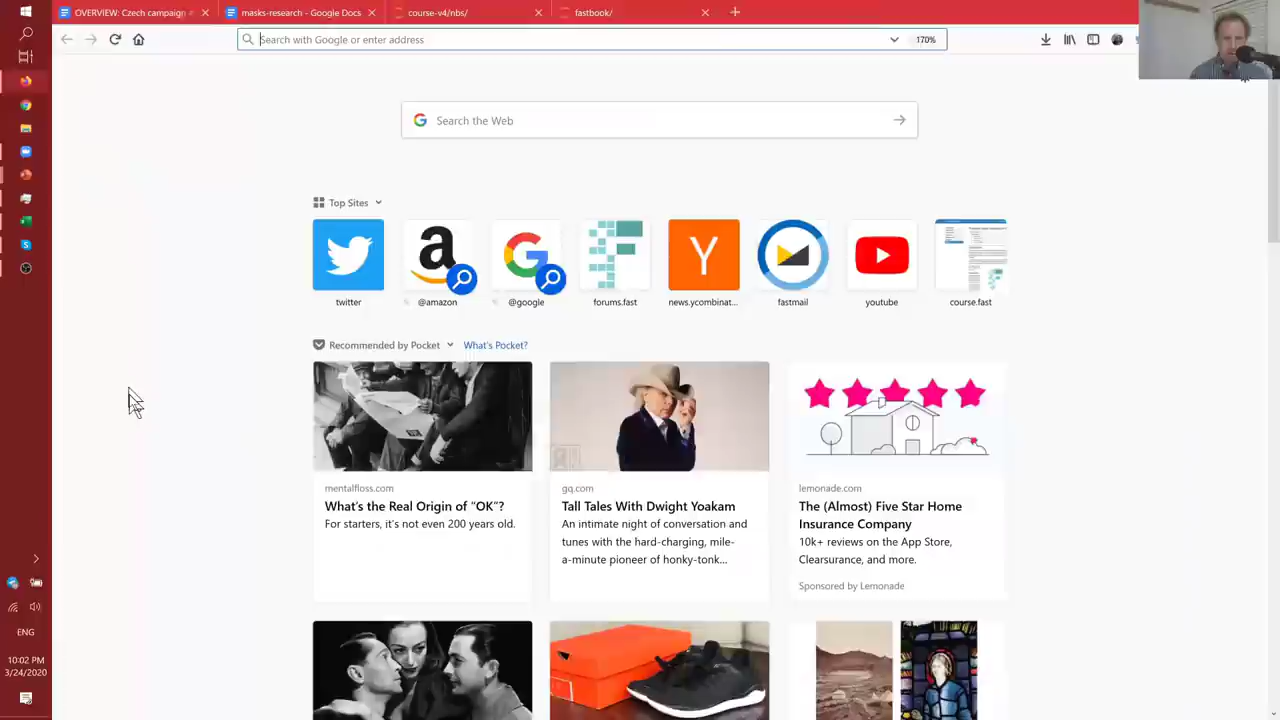 OVERVIEW: Czech campaign
masks-research - Google Docs
course-v4/nbs/
fastbook/
Search with Google or enter address
170%
Search the Web
Top Sites
twitter
@amazon
@google
forums.fast
news.ycombinat...
fastmail
youtube
course.fast
Recommended by Pocket
What's Pocket?
mentalfloss.com
What's the Real Origin of “OK”?
For starters, it's not even 200 years old.
gq.com
Tall Tales With Dwight Yoakam
An intimate night of conversation and
tunes with the hard-charging, mile-
a-minute pioneer of honky-tonk...
lemonade.com
The (Almost) Five Star Home
Insurance Company
10k+ reviews on the App Store,
Clearsurance, and more.
Sponsored by Lemonade
ENG
10:02 PM
3/24/2020